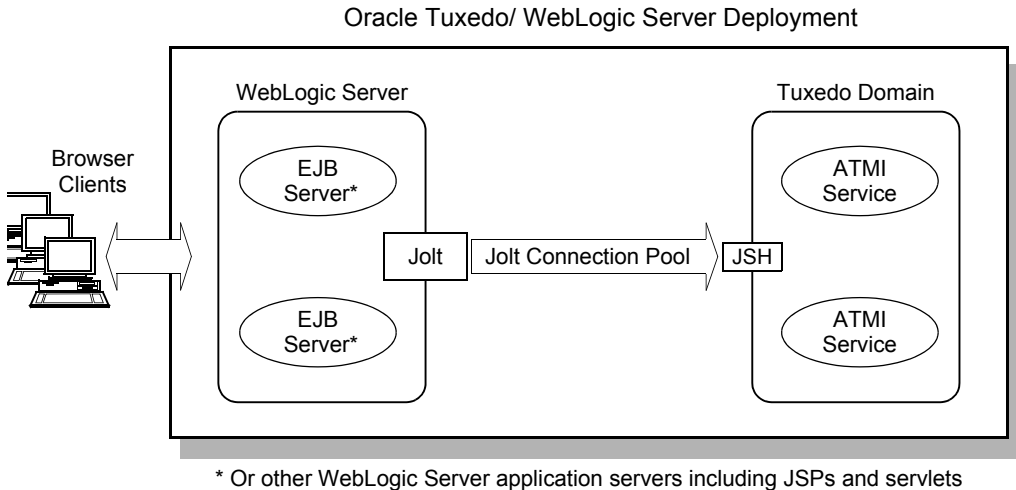 Oracle Tuxedo/ WebLogic Server Deployment
WebLogic Server
Tuxedo Domain
Browser
Clients
EJB
Server*
ATMI
Service
Jolt
Jolt Connection Pool
JSH
EJB
Server*
ATMI
Service
* Or other WebLogic Server application servers including JSPs and servlets